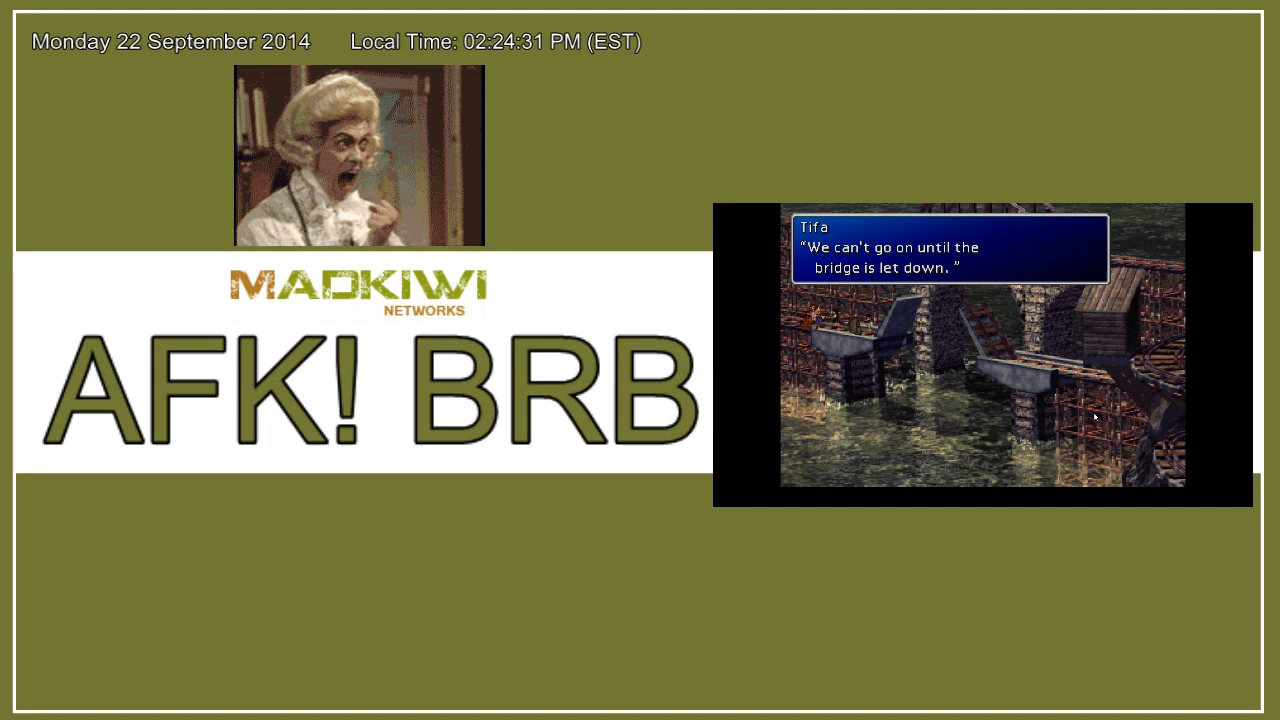 Monday 22 September 2014 Local Time: 02:24:31 PM (EST)
MADKIWI
NETWORKS
AFK! BRB
Tifa
“We can't go on until the
bridge is let down. ”